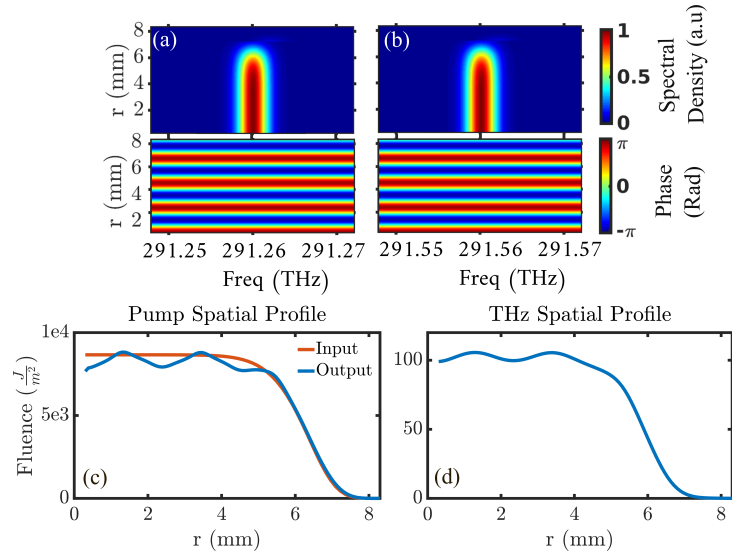 (a)
(b)
8
6
4
2
r (mm)
1
0.5
0
Spectral
Density (a.u)
8
6
4
2
r (mm)
π
0
-π
Phase
(Rad)
291.25 291.26 291.27
291.55 291.56 291.57
Freq (THz)
Freq (THz)
Pump Spatial Profile
THz Spatial Profile
1e4
5e3
0
Fluence (J/m²)
Input
Output
(c)
0 2 4 6 8
r (mm)
100
50
0
(d)
0 2 4 6 8
r (mm)